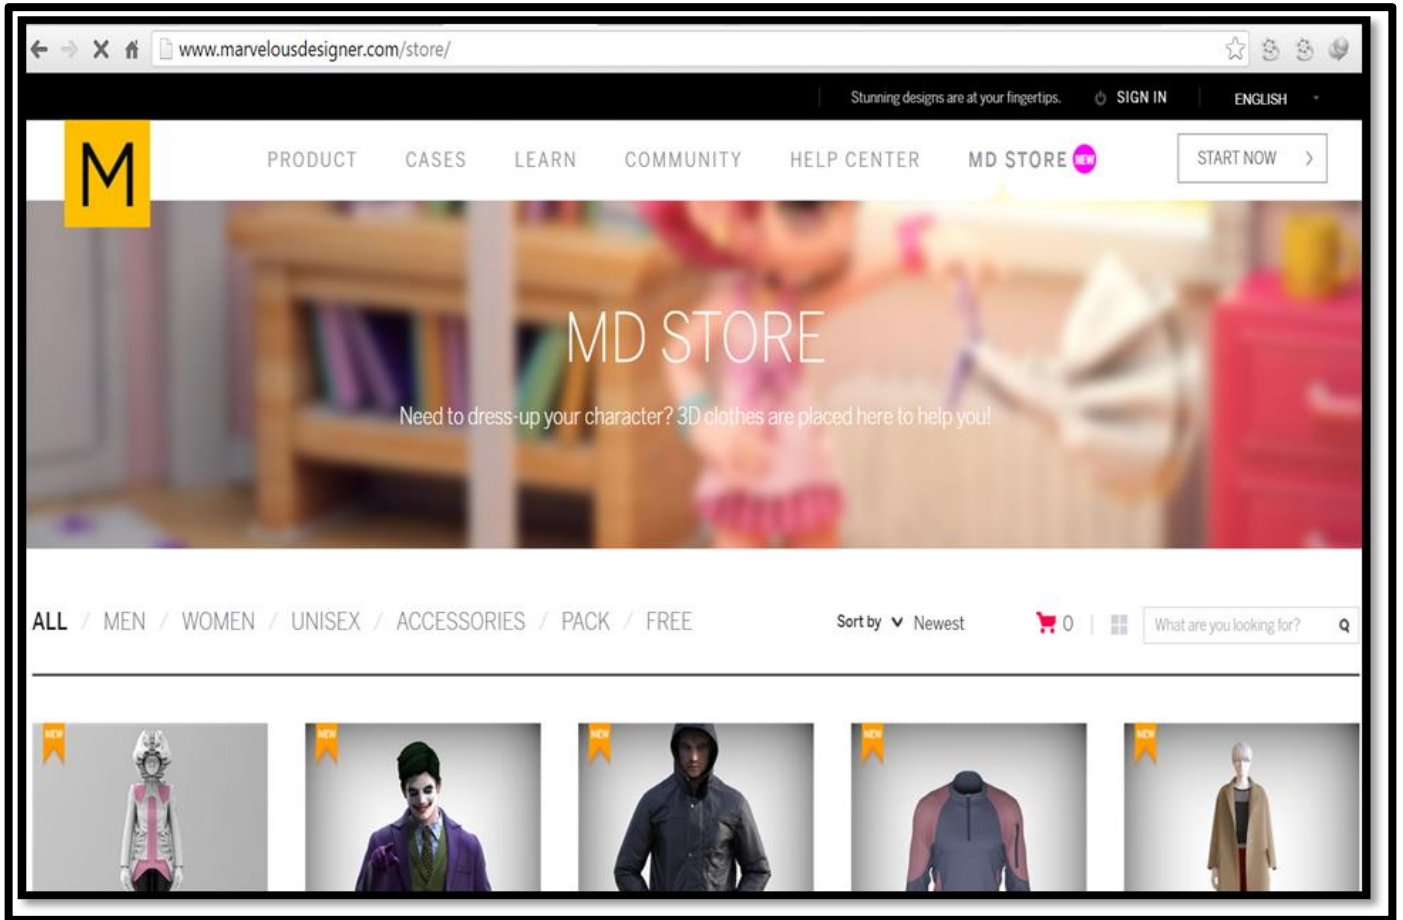 www.marvelousdesigner.com/store/
Stunning designs are at your fingertips. SIGN IN ENGLISH
M PRODUCT CASES LEARN COMMUNITY HELP CENTER MD STORE NEW START NOW
MD STORE
Need to dress-up your character? 3D clothes are placed here to help you!
ALL / MEN / WOMEN / UNISEX / ACCESSORIES / PACK / FREE Sort by Newest 0 What are you looking for?
NEW NEW NEW NEW NEW